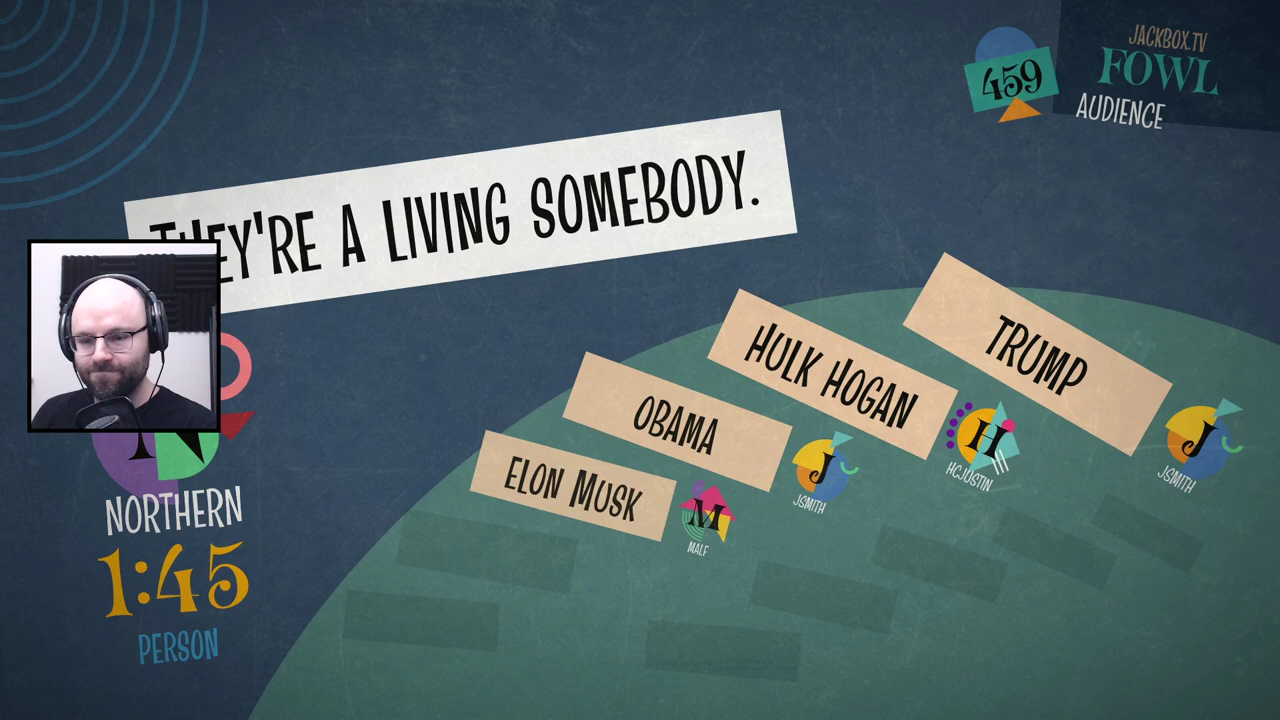 JACKBOX.TV
FOWL
459
AUDIENCE
THEY'RE A LIVING SOMEBODY.
TRUMP
JSMITH
HULK HOGAN
H
HCJUSTIN
OBAMA
J
JSMITH
ELON MUSK
M
MALF
J
N
NORTHERN
1:45
PERSON